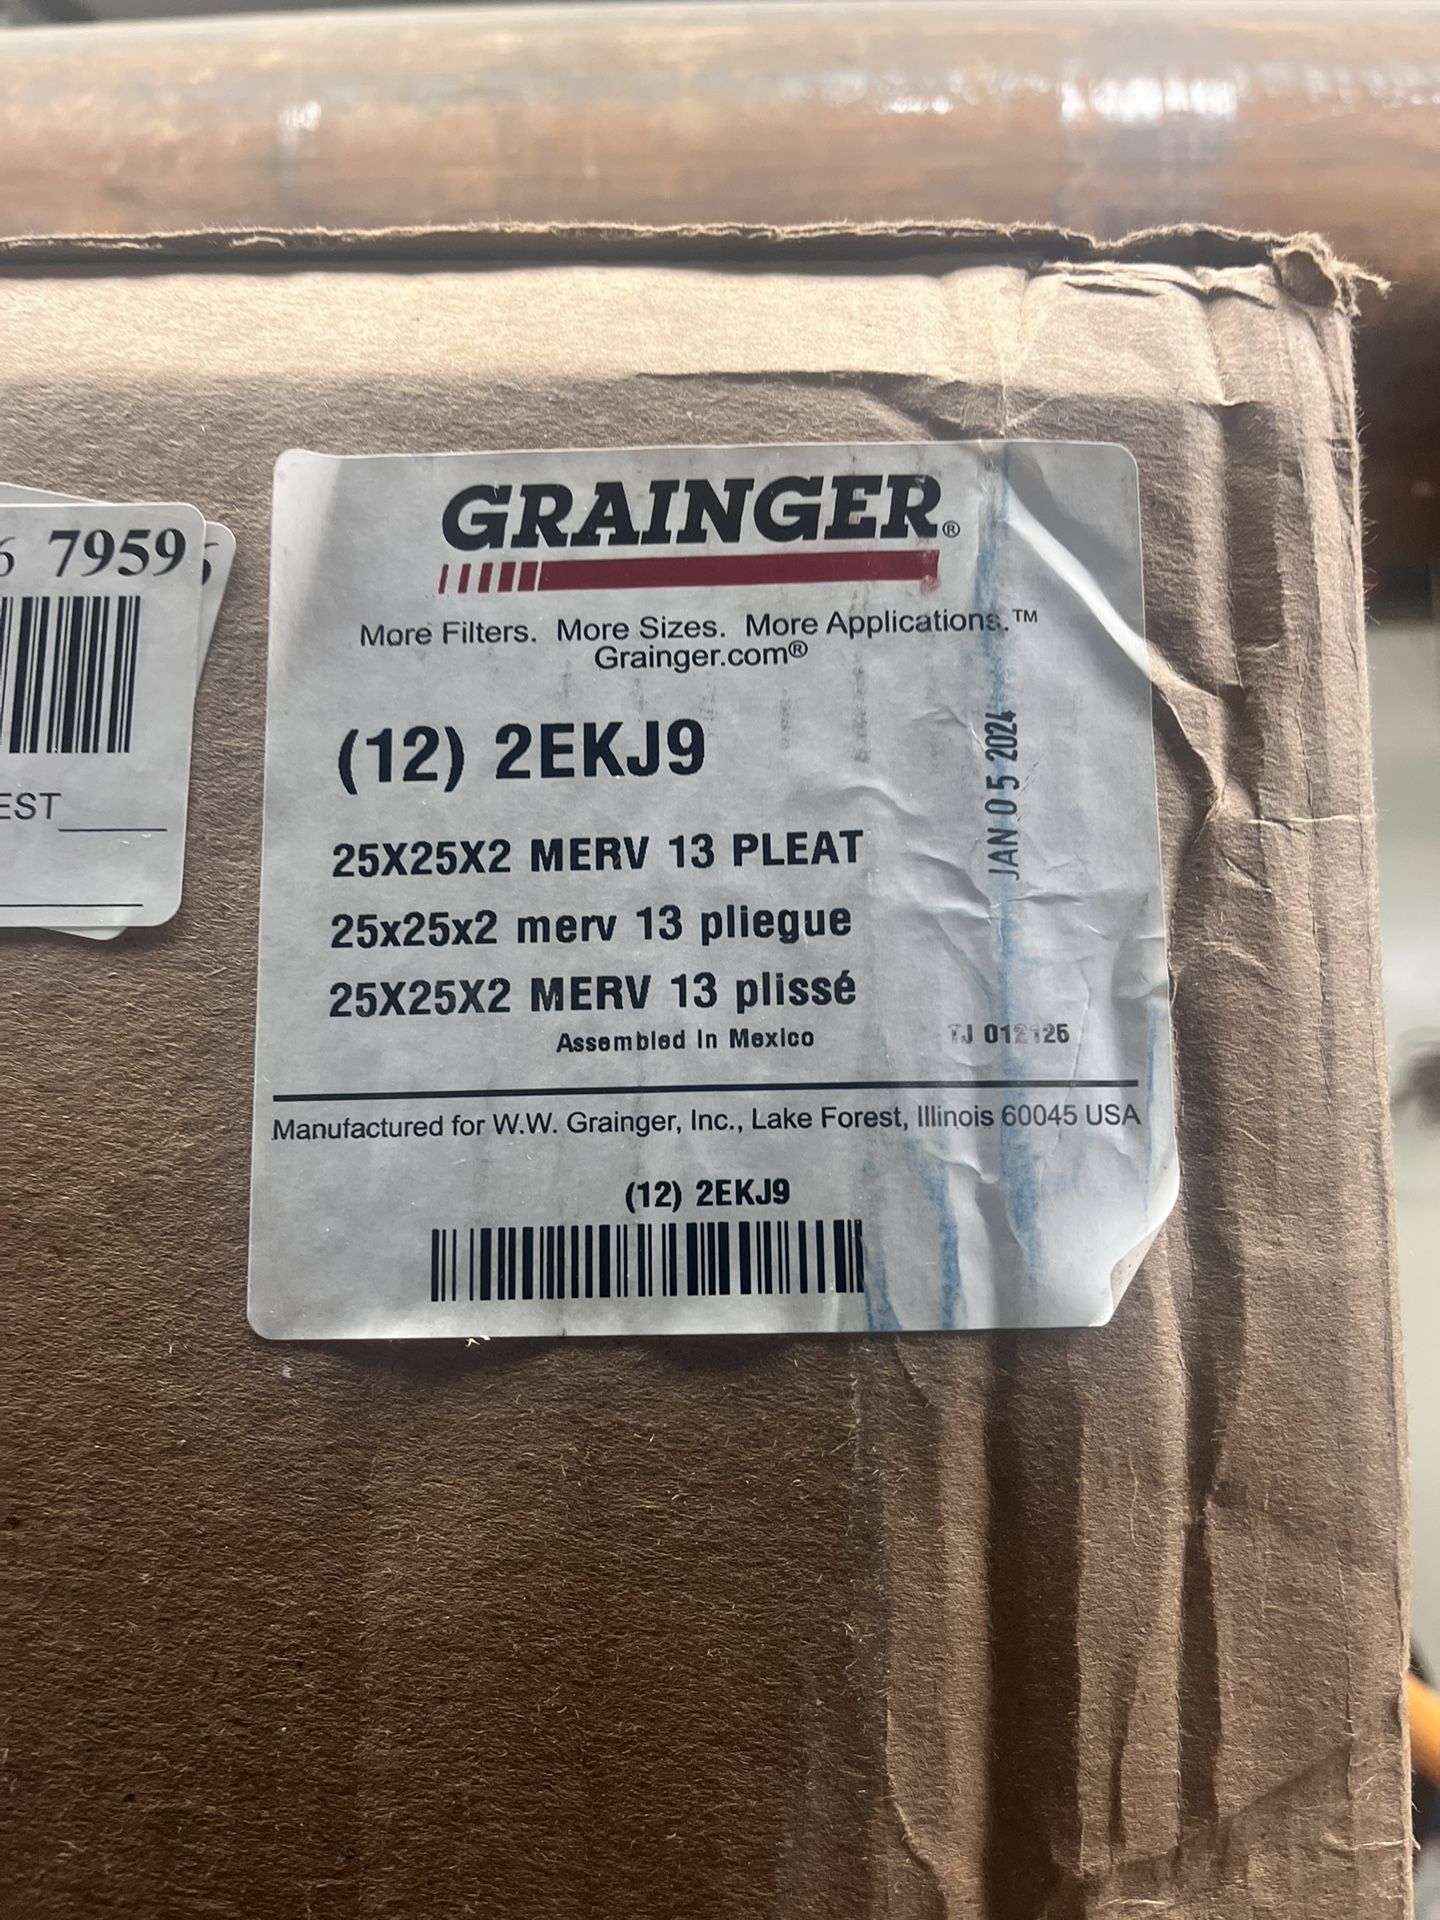 GRAINGER®
More Filters. More Sizes. More Applications.™
Grainger.com®
(12) 2EKJ9
25X25X2 MERV 13 PLEAT
25x25x2 merv 13 pliegue
25X25X2 MERV 13 plissé
Assembled In Mexico
TJ 012125
JAN 05 2024
Manufactured for W.W. Grainger, Inc., Lake Forest, Illinois 60045 USA
(12) 2EKJ9
6 7959
EST